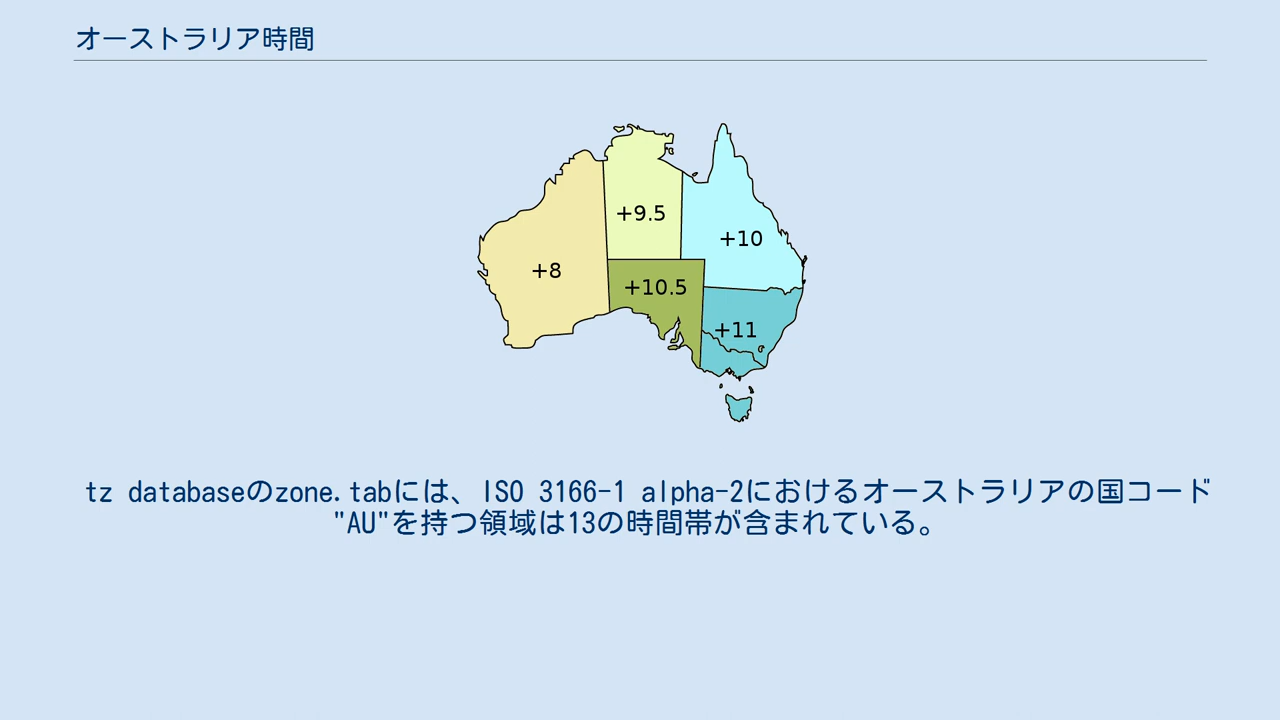 オーストラリア時間
+9.5
+10
+8
+10.5
+11
tz databaseのzone.tabには、ISO 3166-1 alpha-2におけるオーストラリアの国コード
"AU"を持つ領域は13の時間帯が含まれている。